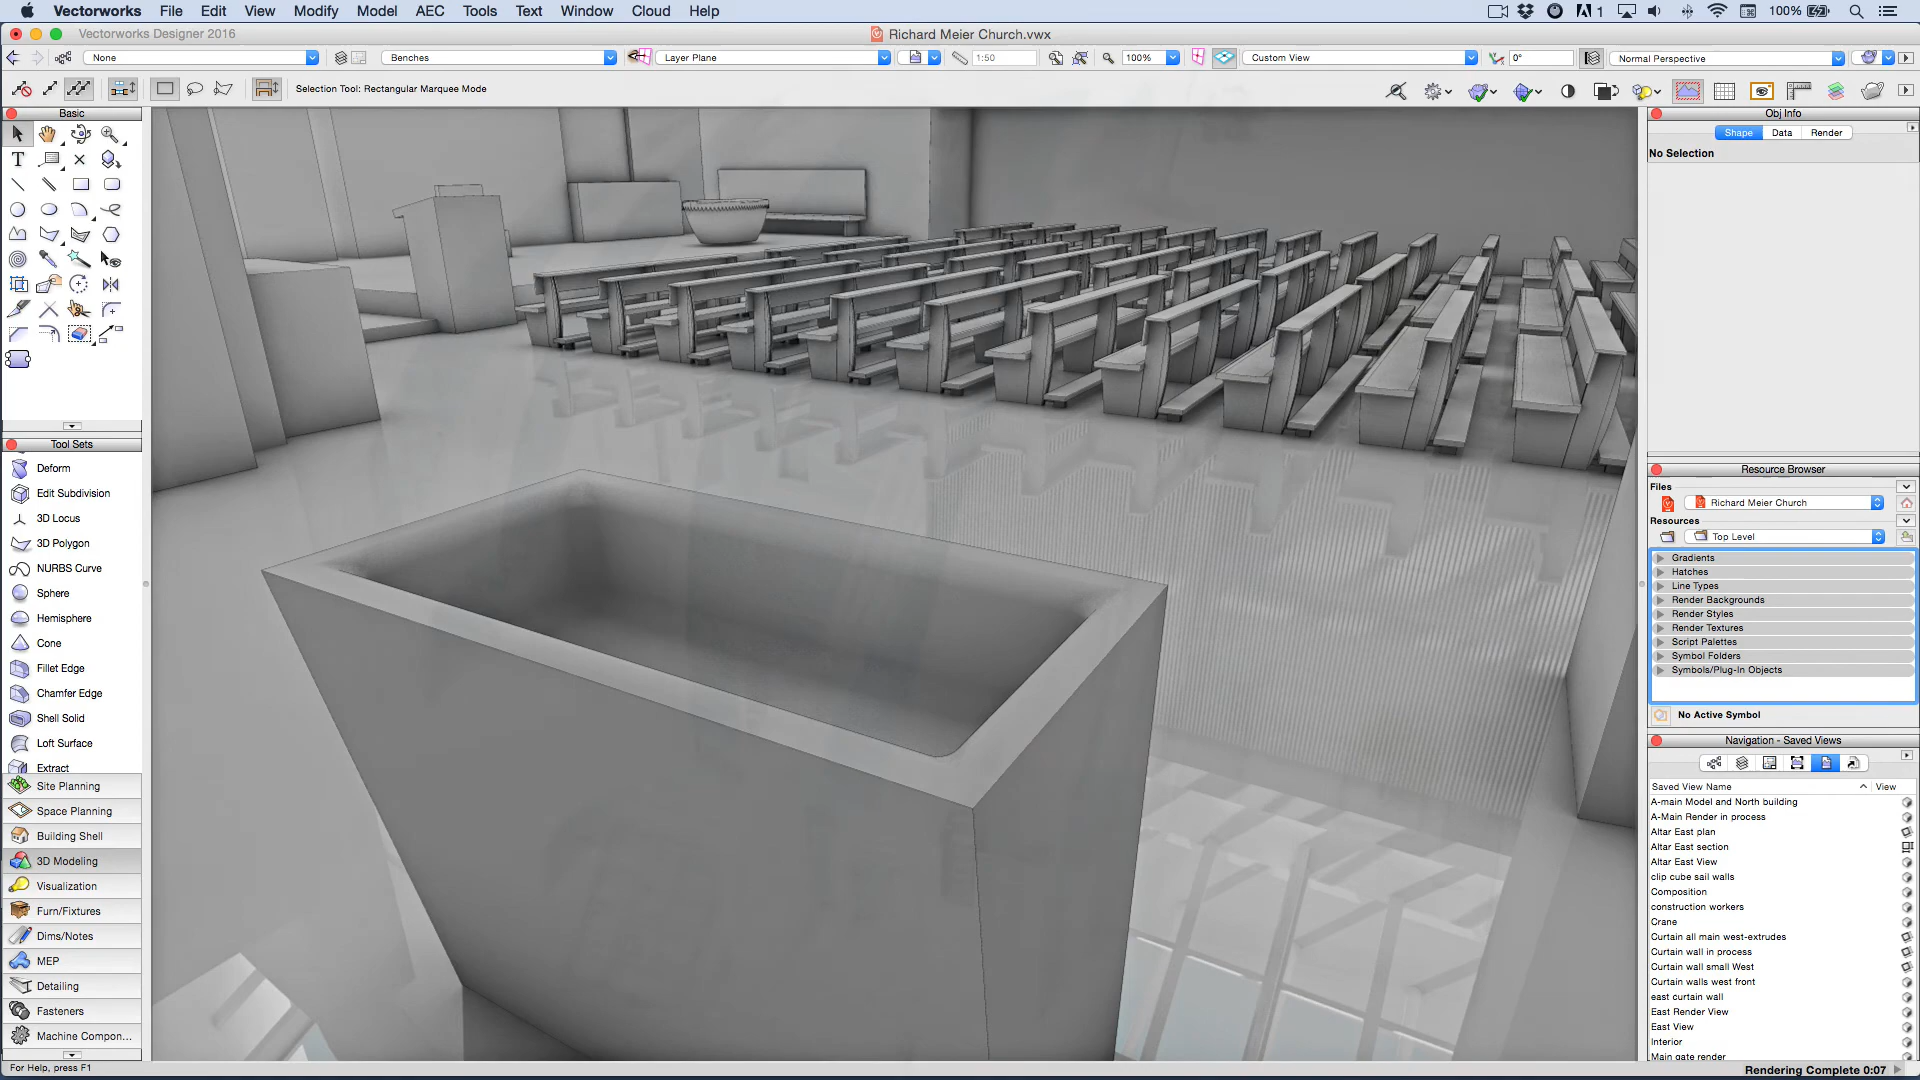 Vectorworks File Edit View Modify Model AEC Tools Text Window Cloud Help 1 100%
Vectorworks Designer 2016 Richard Meier Church.vwx
None Benches Layer Plane 1:50 100% Custom View 0° Normal Perspective
Selection Tool: Rectangular Marquee Mode
Basic
T
Tool Sets
Deform
Edit Subdivision
3D Locus
3D Polygon
NURBS Curve
Sphere
Hemisphere
Cone
Fillet Edge
Chamfer Edge
Shell Solid
Loft Surface
Extract
Site Planning
Space Planning
Building Shell
3D Modeling
Visualization
Furn/Fixtures
Dims/Notes
MEP
Detailing
Fasteners
Machine Compon...
For Help, press F1
Obj Info
Shape Data Render
No Selection
Resource Browser
Files
Richard Meier Church
Resources
Top Level
Gradients
Hatches
Line Types
Render Backgrounds
Render Styles
Render Textures
Script Palettes
Symbol Folders
Symbols/Plug-In Objects
No Active Symbol
Navigation - Saved Views
Saved View Name View
A-main Model and North building
A-Main Render in process
Altar East plan
Altar East section
Altar East View
clip cube sail walls
Composition
construction workers
Crane
Curtain all main west-extrudes
Curtain wall in process
Curtain wall small West
Curtain walls west front
east curtain wall
East Render View
East View
Interior
Main gate render
Rendering Complete 0:07